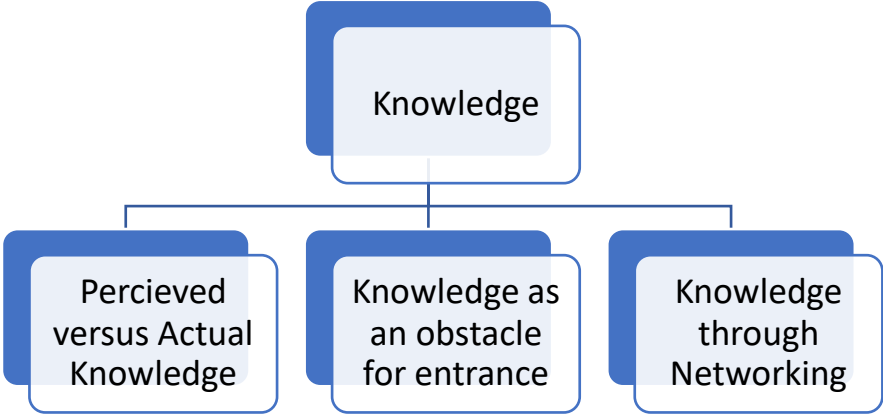 Knowledge
Percieved
versus Actual
Knowledge
Knowledge as
an obstacle
for entrance
Knowledge
through
Networking